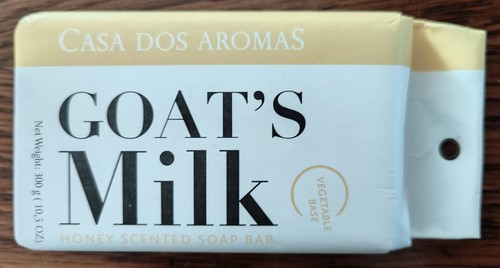 CASA DOS AROMAS
GOAT'S
Milk
HONEY SCENTED SOAP BAR
VEGETABLE
BASE
Net Weight: 300 g ( 10,5 OZ)